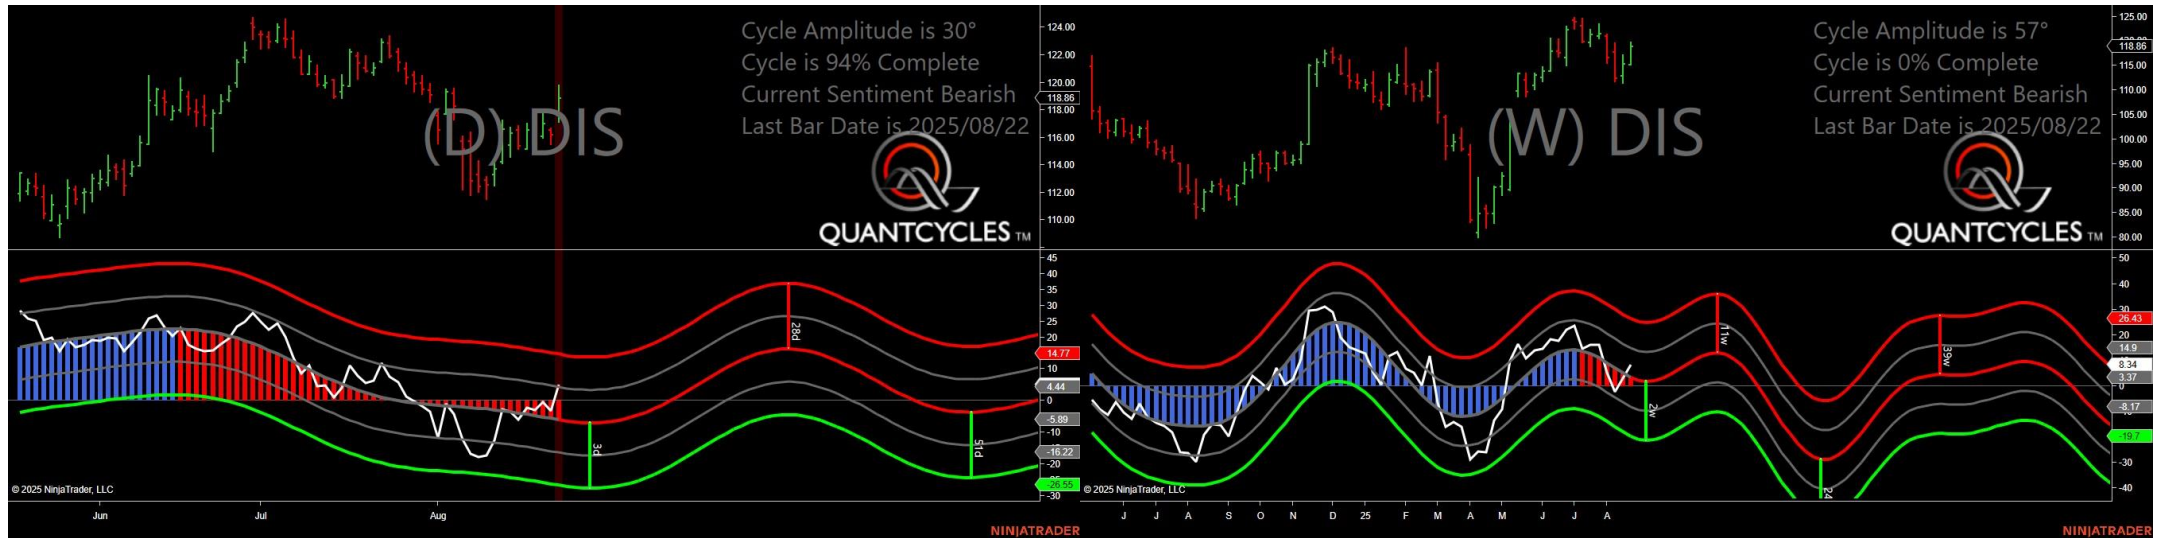 Cycle Amplitude is 30°
Cycle is 94% Complete
Current Sentiment Bearish
Last Bar Date is 2025/08/22
(D) DIS
QUANTCYCLES TM
124.00
122.00
120.00
118.86
118.00
116.00
114.00
112.00
110.00
45
40
35
30
25
20
14.77
10
4.44
0
-5.89
-10
-16.22
-20
-26.55
-30
3d
28d
51d
© 2025 NinjaTrader, LLC
Jun
Jul
Aug
NINJATRADER
Cycle Amplitude is 57°
Cycle is 0% Complete
Current Sentiment Bearish
Last Bar Date is 2025/08/22
(W) DIS
QUANTCYCLES TM
125.00
118.86
115.00
110.00
105.00
100.00
95.00
90.00
85.00
80.00
50
40
26.43
20
14.9
8.34
3.37
0
-8.17
-19.7
-30
-40
2w
11w
24
39w
© 2025 NinjaTrader, LLC
J J A S O N D 25 F M A M J J A
NINJATRADER